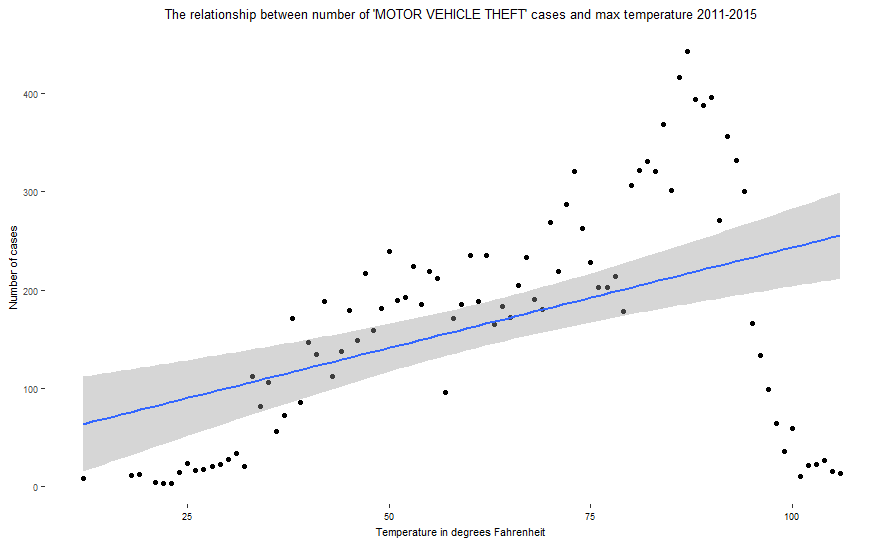 The relationship between number of 'MOTOR VEHICLE THEFT' cases and max temperature 2011-2015
Number of cases
400
300
200
100
0
25 50 75 100
Temperature in degrees Fahrenheit